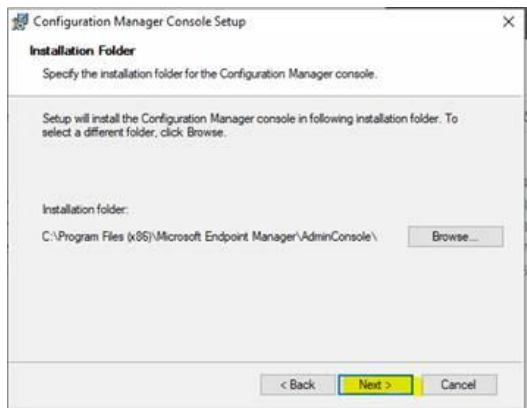 Configuration Manager Console Setup
Installation Folder
Specify the installation folder for the Configuration Manager console.
Setup will install the Configuration Manager console in following installation folder. To
select a different folder, click Browse.
Installation folder:
C:\Program Files (x86)\Microsoft Endpoint Manager\AdminConsole\
Browse...
< Back
Next >
Cancel